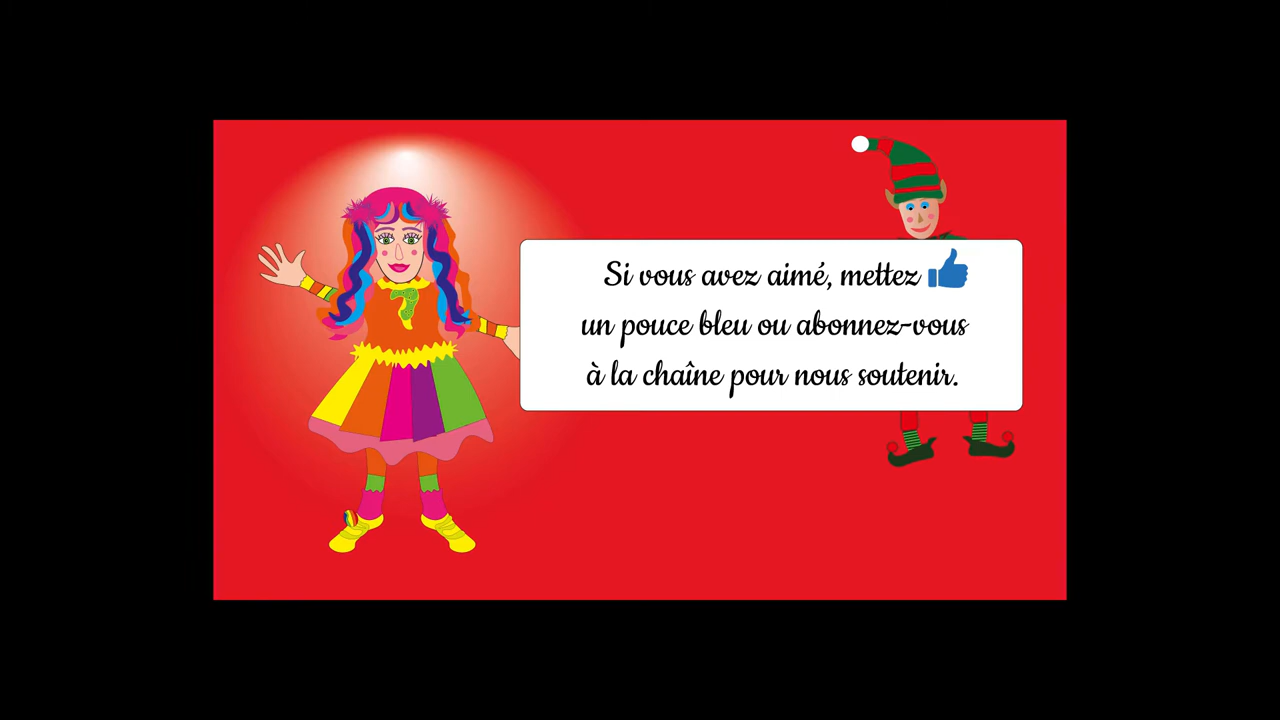 Si vous avez aimé, mettez
un pouce bleu ou abonnez-vous
à la chaîne pour nous soutenir.